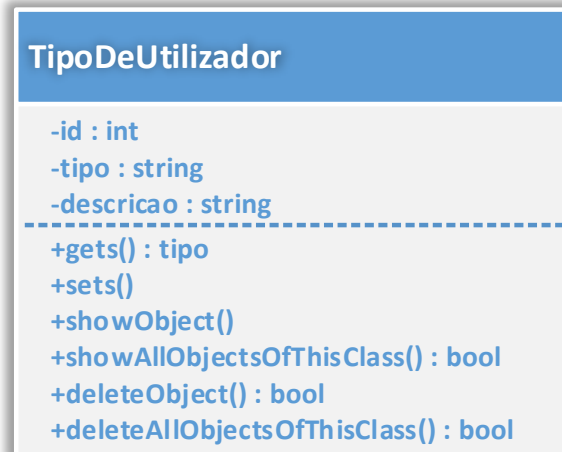 TipoDeUtilizador
-id : int
-tipo : string
-descricao : string
+gets() : tipo
+sets()
+showObject()
+showAllObjectsOfThisClass() : bool
+deleteObject() : bool
+deleteAllObjectsOfThisClass() : bool